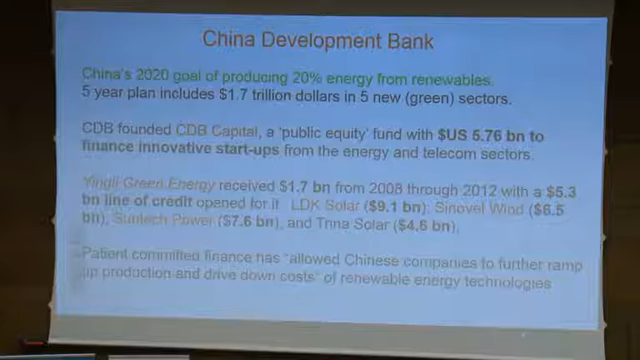 China Development Bank
China's 2020 goal of producing 20% energy from renewables.
5 year plan includes $1.7 trillion dollars in 5 new (green) sectors.
CDB founded CDB Capital, a 'public equity' fund with $US 5.76 bn to
finance innovative start-ups from the energy and telecom sectors.
Yingli Green Energy received $1.7 bn from 2008 through 2012 with a $5.3
bn line of credit opened for it. LDK Solar ($9.1 bn); Sinovel Wind ($6.5
bn); Suntech Power ($7.6 bn), and Trina Solar ($4.6 bn),
Patient committed finance has "allowed Chinese companies to further ramp
up production and drive down costs" of renewable energy technologies